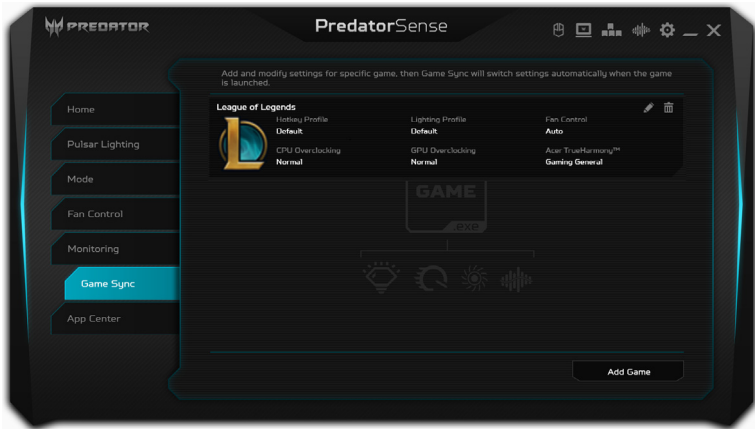 PREDATOR
PredatorSense
Add and modify settings for specific game, then Game Sync will switch settings automatically when the game
is launched.
Home
Pulsar Lighting
Mode
Fan Control
Monitoring
Game Sync
App Center
League of Legends
Hotkey Profile
Default
Lighting Profile
Default
Fan Control
Auto
CPU Overclocking
Normal
GPU Overclocking
Normal
Acer TrueHarmony™
Gaming General
GAME
.exe
Add Game